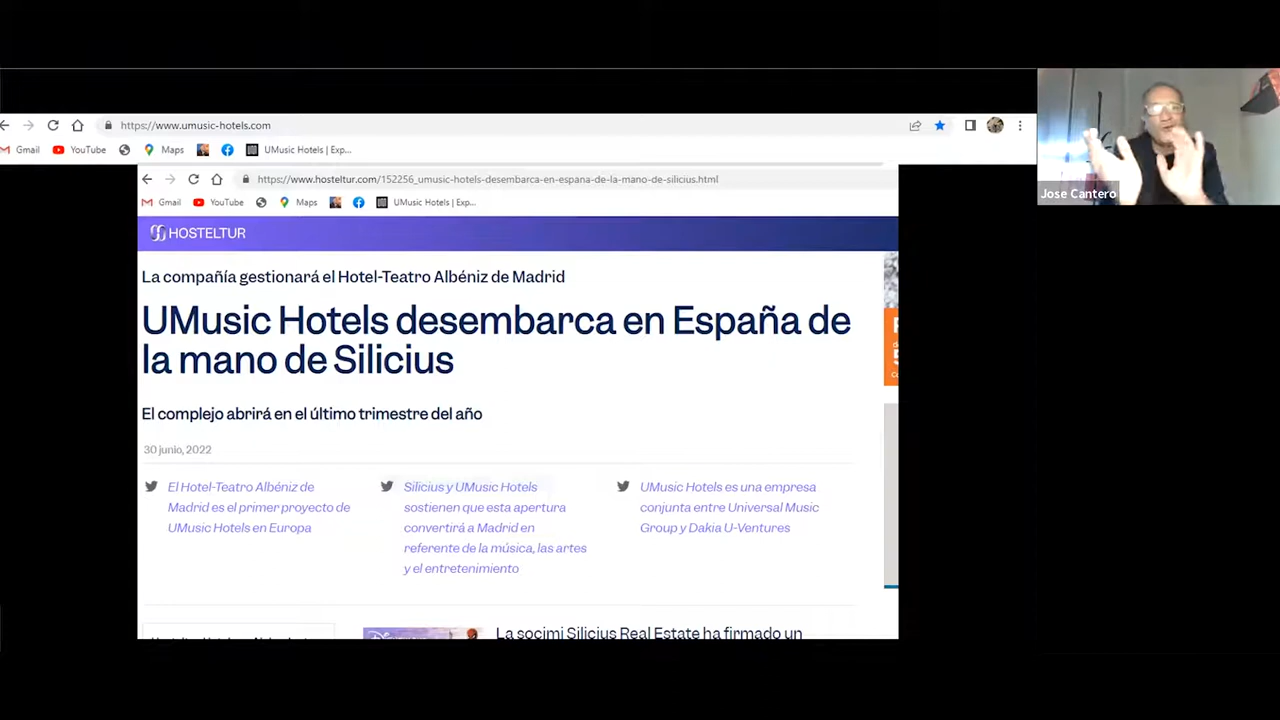 https://www.umusic-hotels.com
Gmail YouTube Maps UMusic Hotels | Exp...
Jose Cantero
https://www.hosteltur.com/152256_umusic-hotels-desembarca-en-espana-de-la-mano-de-silicius.html
Gmail YouTube Maps UMusic Hotels | Exp...
HOSTELTUR
La compañía gestionará el Hotel-Teatro Albéniz de Madrid
UMusic Hotels desembarca en España de
la mano de Silicius
El complejo abrirá en el último trimestre del año
30 junio, 2022
El Hotel-Teatro Albéniz de
Madrid es el primer proyecto de
UMusic Hotels en Europa
Silicius y UMusic Hotels
sostienen que esta apertura
convertirá a Madrid en
referente de la música, las artes
y el entretenimiento
UMusic Hotels es una empresa
conjunta entre Universal Music
Group y Dakia U-Ventures
La socimi Silicius Real Estate ha firmado un